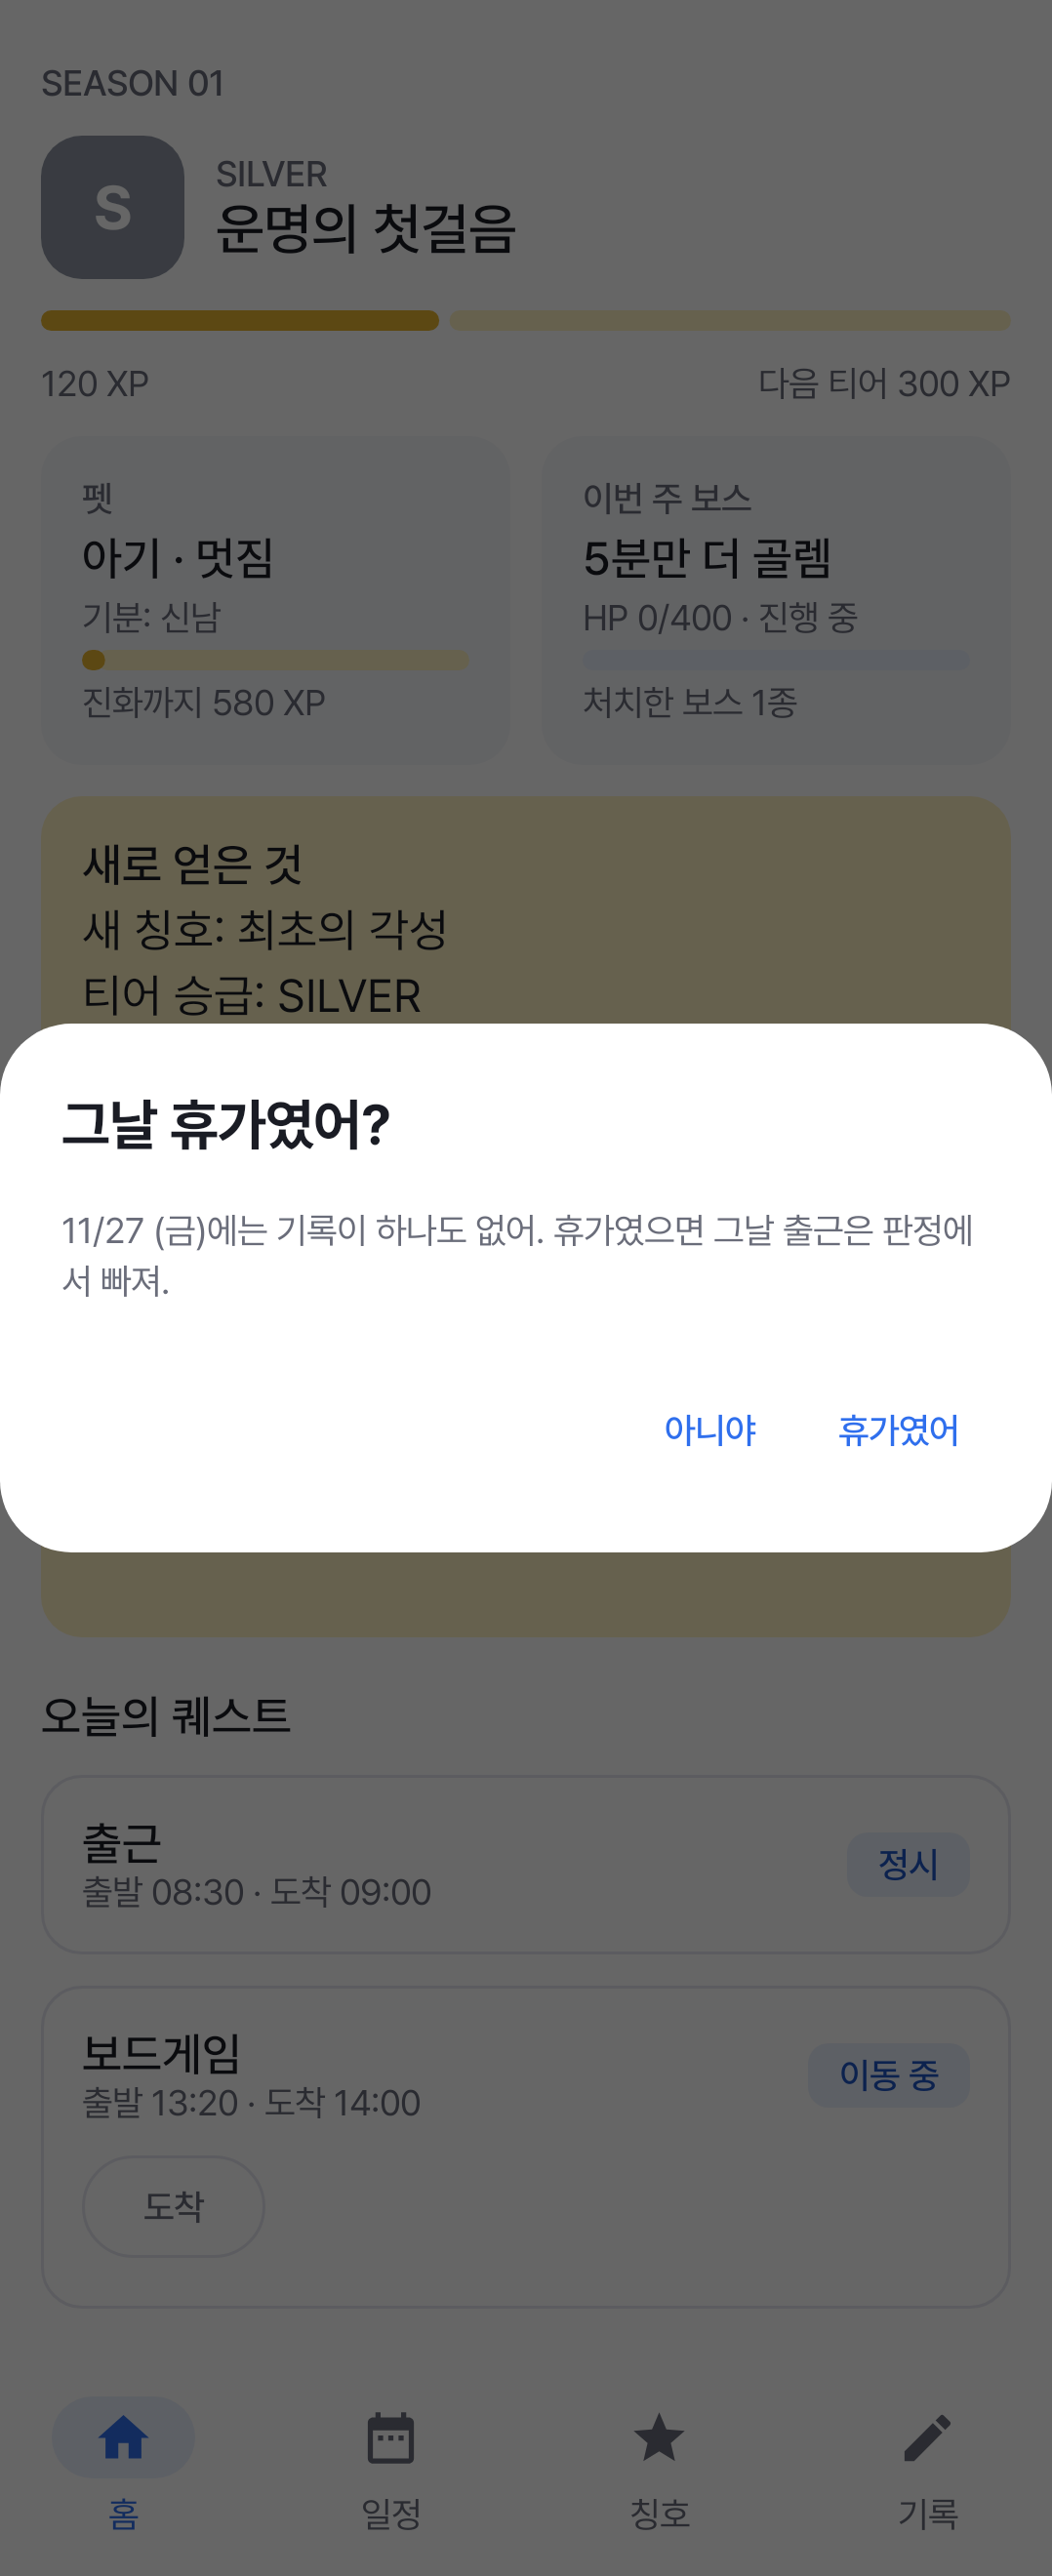 SEASON 01
S
SILVER
운명의 첫걸음
120 XP
다음 티어 300 XP
펫
아기 · 멋짐
기분: 신남
진화까지 580 XP
이번 주 보스
5분만 더 골렘
HP 0/400 · 진행 중
처치한 보스 1종
새로 얻은 것
새 칭호: 최초의 각성
티어 승급: SILVER
그날 휴가였어?
11/27 (금)에는 기록이 하나도 없어. 휴가였으면 그날 출근은 판정에
서 빠져.
아니야
휴가였어
오늘의 퀘스트
출근
출발 08:30 · 도착 09:00
정시
보드게임
출발 13:20 · 도착 14:00
이동 중
도착
홈
일정
칭호
기록